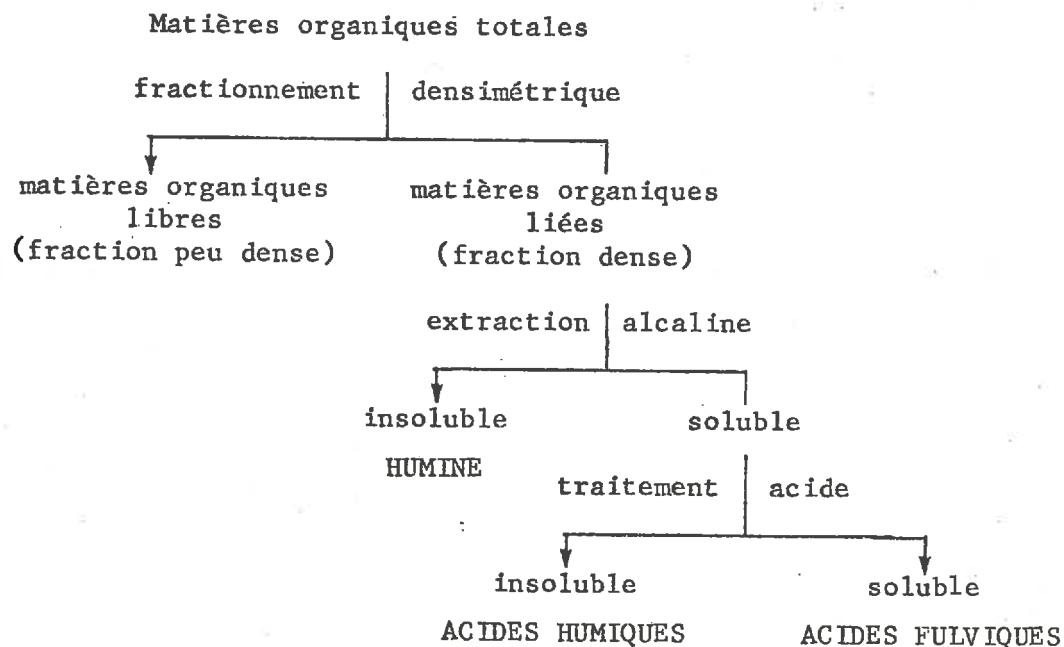 Matières organiques totales
fractionnement densimétrique
matières organiques
libres
(fraction peu dense)
matières organiques
liées
(fraction dense)
extraction alcaline
insoluble
HUMINE
soluble
traitement acide
insoluble
ACIDES HUMIQUES
soluble
ACIDES FULVIQUES